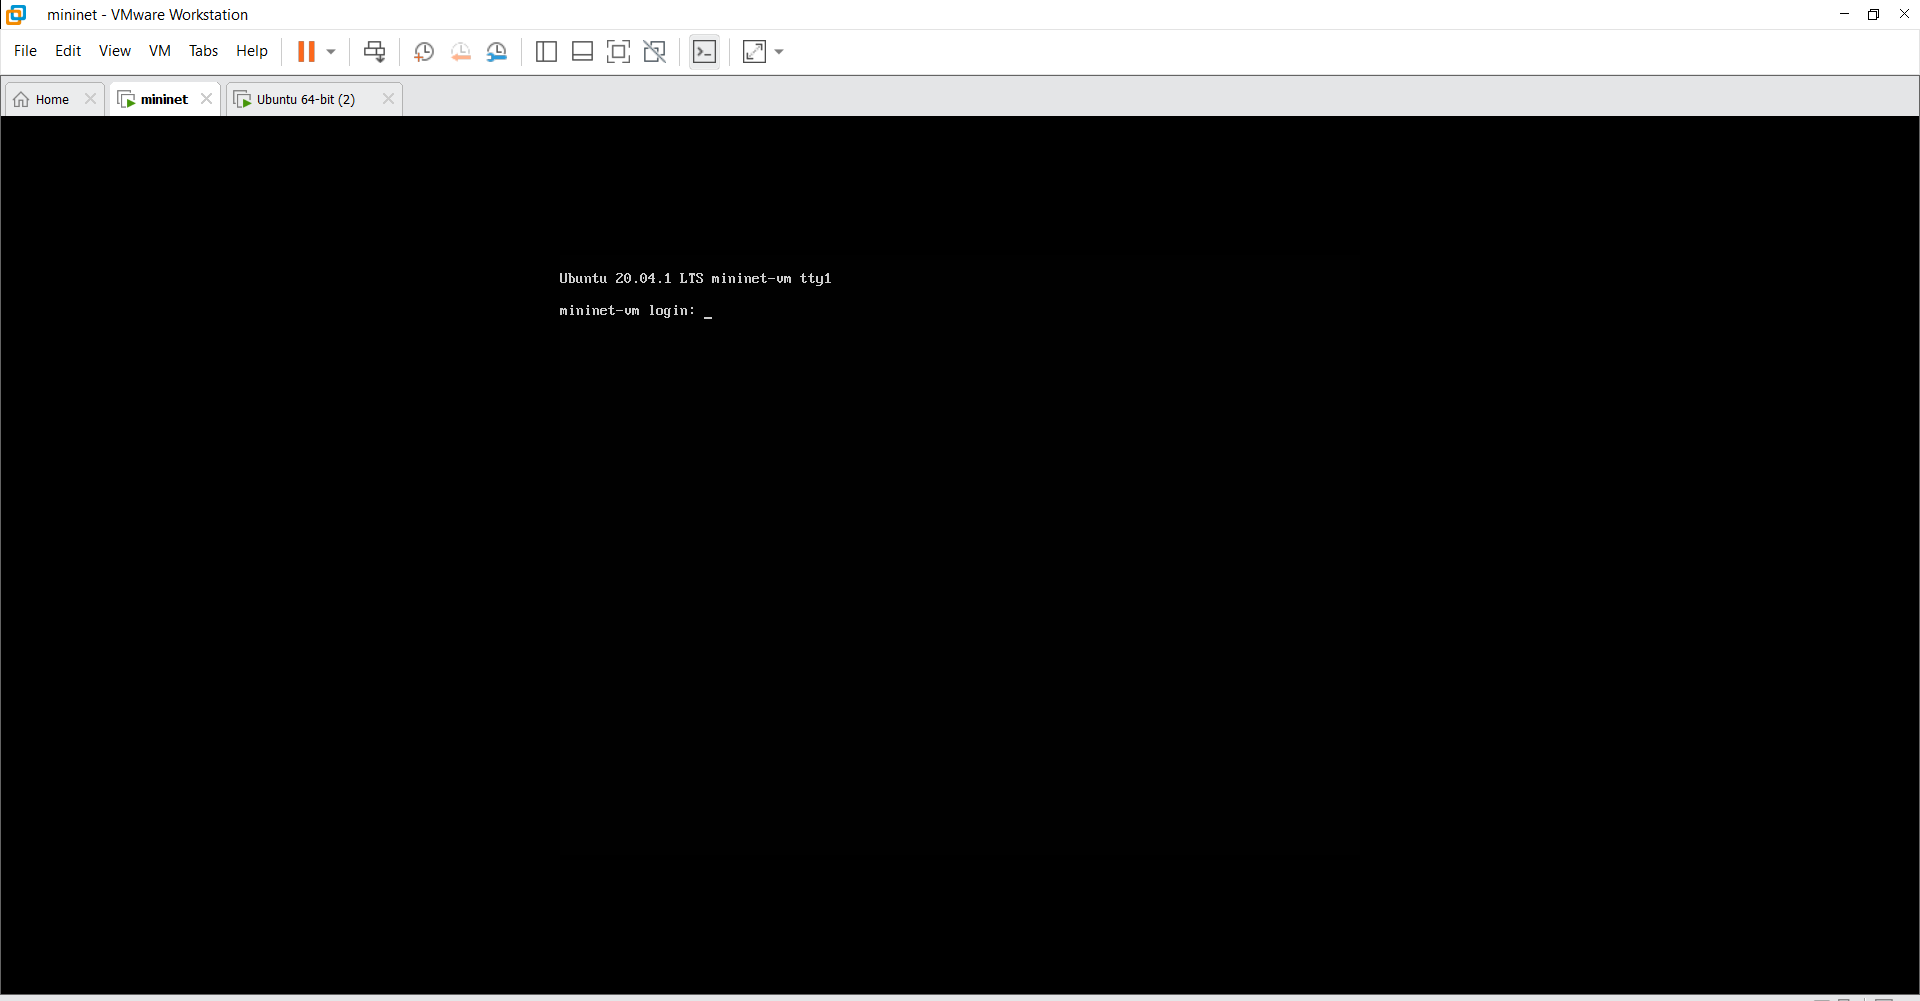 mininet - VMware Workstation
File Edit View VM Tabs Help
Home mininet Ubuntu 64-bit (2)
Ubuntu 20.04.1 LTS mininet-vm tty1
mininet-vm login: _